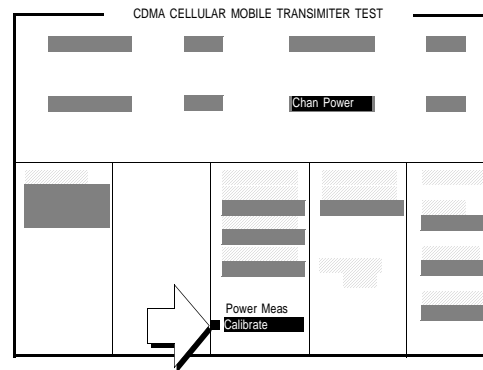 CDMA CELLULAR MOBILE TRANSIMITER TEST
Chan Power
Power Meas
Calibrate